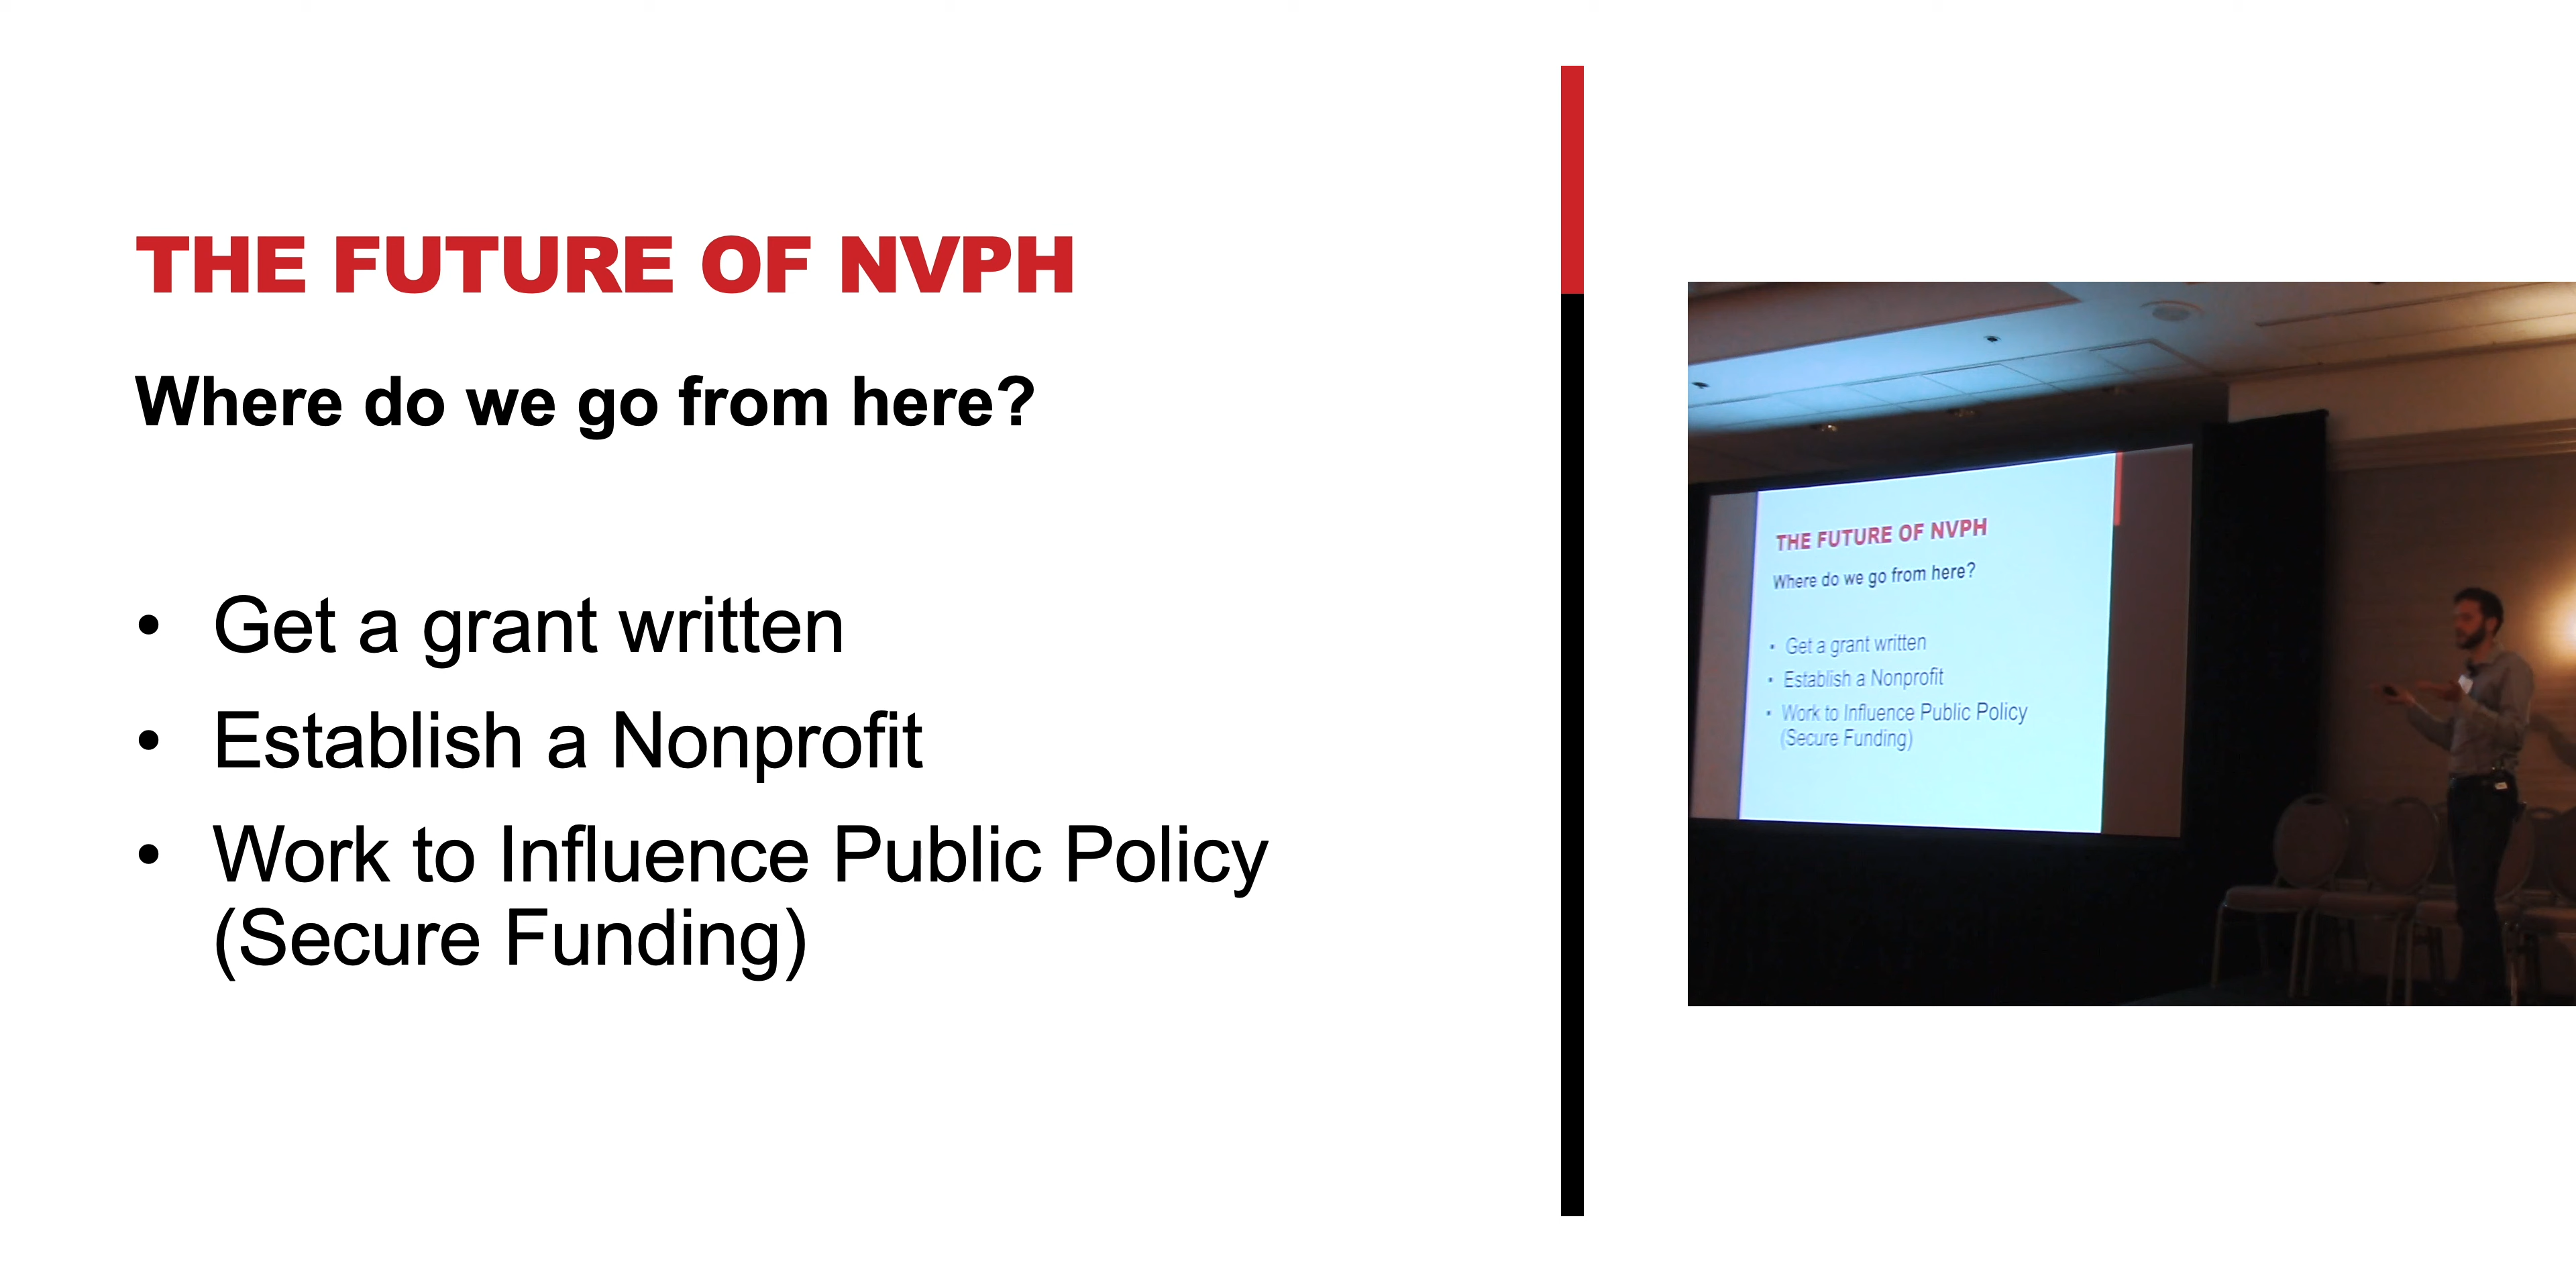 THE FUTURE OF NVPH
Where do we go from here?
• Get a grant written
• Establish a Nonprofit
• Work to Influence Public Policy
(Secure Funding)
THE FUTURE OF NVPH
Where do we go from here?
• Get a grant written
• Establish a Nonprofit
• Work to Influence Public Policy
(Secure Funding)